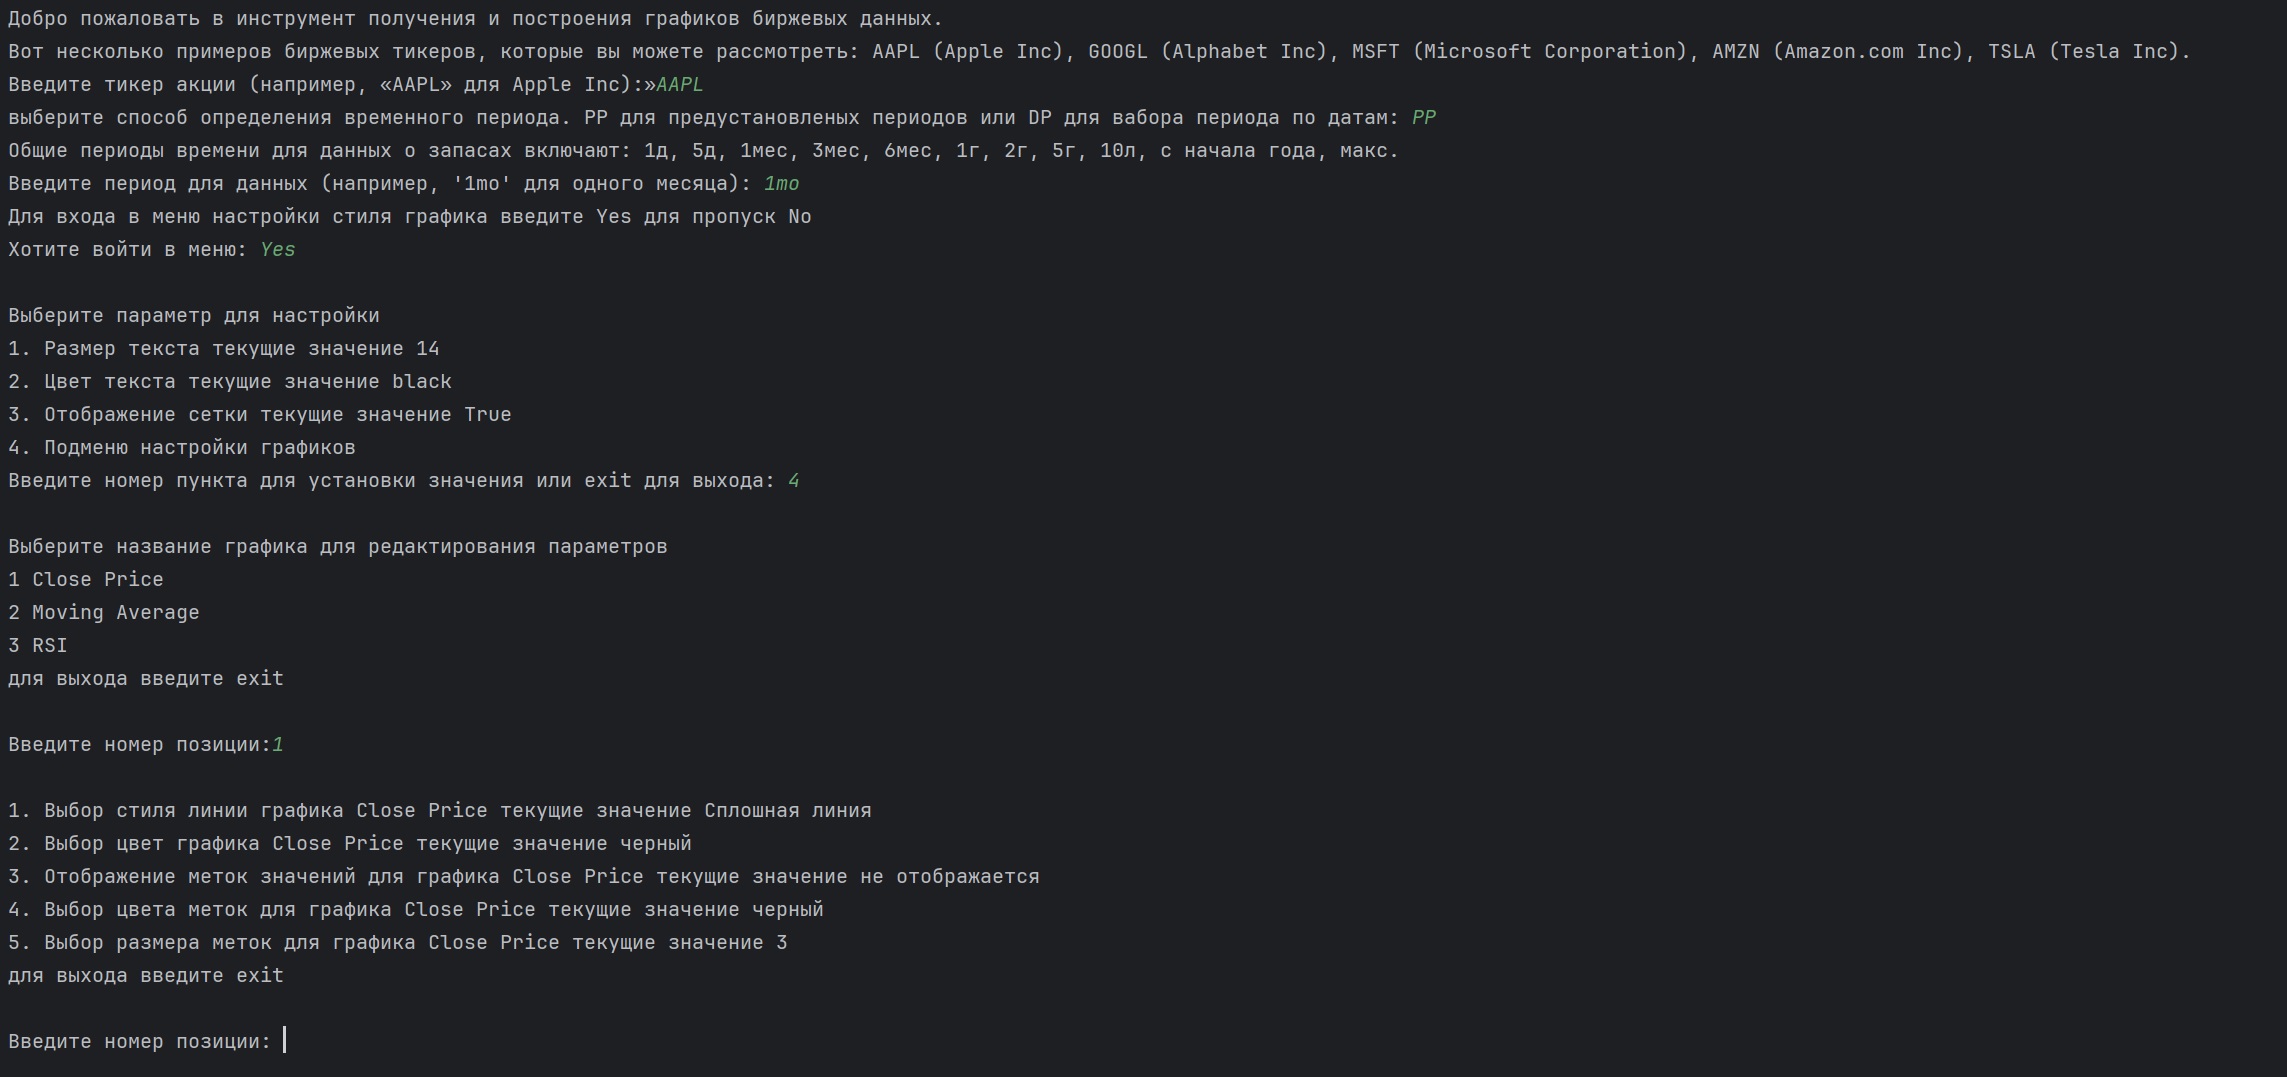 Добро пожаловать в инструмент получения и построения графиков биржевых данных.
Вот несколько примеров биржевых тикеров, которые вы можете рассмотреть: AAPL (Apple Inc), GOOGL (Alphabet Inc), MSFT (Microsoft Corporation), AMZN (Amazon.com Inc), TSLA (Tesla Inc).
Введите тикер акции (например, «AAPL» для Apple Inc):»AAPL
выберите способ определения временного периода. PP для предустановленых периодов или DP для вабора периода по датам: PP
Общие периоды времени для данных о запасах включают: 1д, 5д, 1мес, 3мес, 6мес, 1г, 2г, 5г, 10л, с начала года, макс.
Введите период для данных (например, '1mo' для одного месяца): 1mo
Для входа в меню настройки стиля графика введите Yes для пропуск No
Хотите войти в меню: Yes
Выберите параметр для настройки
1. Размер текста текущие значение 14
2. Цвет текста текущие значение black
3. Отображение сетки текущие значение True
4. Подменю настройки графиков
Введите номер пункта для установки значения или exit для выхода: 4
Выберите название графика для редактирования параметров
1 Close Price
2 Moving Average
3 RSI
для выхода введите exit
Введите номер позиции:1
1. Выбор стиля линии графика Close Price текущие значение Сплошная линия
2. Выбор цвет графика Close Price текущие значение черный
3. Отображение меток значений для графика Close Price текущие значение не отображается
4. Выбор цвета меток для графика Close Price текущие значение черный
5. Выбор размера меток для графика Close Price текущие значение 3
для выхода введите exit
Введите номер позиции: